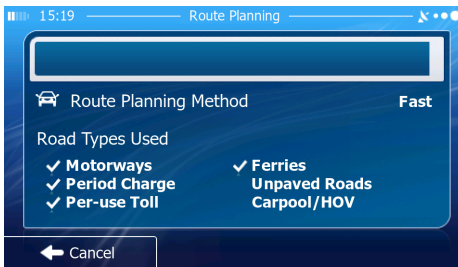 15:19 Route Planning
Route Planning Method Fast
Road Types Used
Motorways Ferries
Period Charge Unpaved Roads
Per-use Toll Carpool/HOV
Cancel